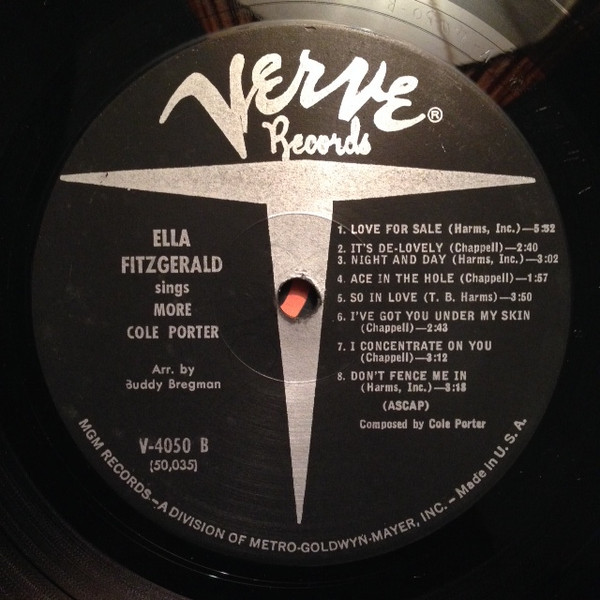 Verve®
Records
ELLA
FITZGERALD
sings
MORE
COLE PORTER
Arr. by
Buddy Bregman
V-4050 B
(50,035)
1. LOVE FOR SALE (Harms, Inc.)—5:52
2. IT'S DE-LOVELY (Chappell)—2:40
3. NIGHT AND DAY (Harms, Inc.)—3:02
4. ACE IN THE HOLE (Chappell)—1:57
5. SO IN LOVE (T. B. Harms)—3:50
6. I'VE GOT YOU UNDER MY SKIN
(Chappell)—2:43
7. I CONCENTRATE ON YOU
(Chappell)—3:12
8. DON'T FENCE ME IN
(Harms, Inc.)—3:18
(ASCAP)
Composed by Cole Porter
MGM RECORDS—A DIVISION OF METRO-GOLDWYN-MAYER, INC. – Made in U. S. A.